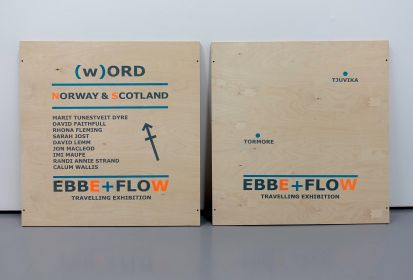 (w)ORD
NORWAY & SCOTLAND
MARIT TUNESTVEIT DYRE
DAVID FAITHFULL
RHONA FLEMING
SARAH JOST
DAVID LEMM
JON MACLEOD
IMI MAUFE
RANDI ANNIE STRAND
CALUM WALLIS
EBBE+FLOW
TRAVELLING EXHIBITION
TJUVIKA
TORMORE
EBBE+FLOW
TRAVELLING EXHIBITION